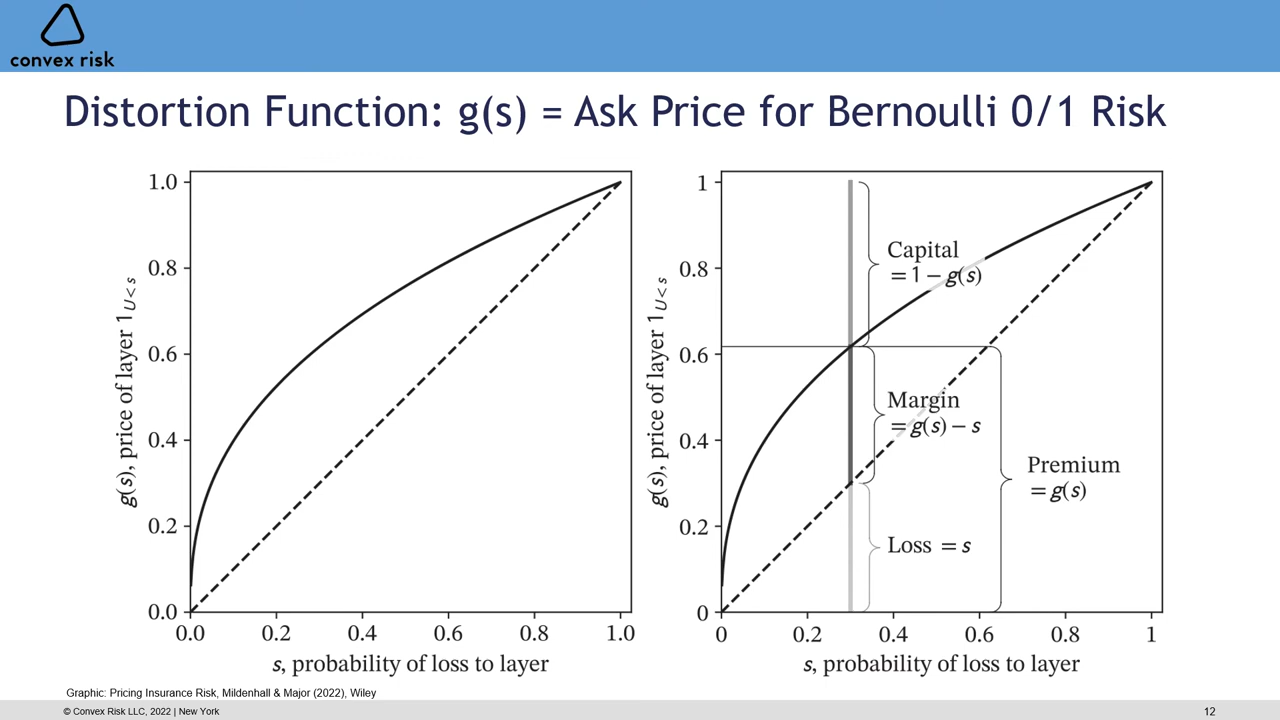 convex risk
Distortion Function: g(s) = Ask Price for Bernoulli 0/1 Risk
1.0
0.8
0.6
0.4
0.2
0.0
g(s), price of layer 1_{U < s}
0.0 0.2 0.4 0.6 0.8 1.0
s, probability of loss to layer
1
0.8
0.6
0.4
0.2
0
g(s), price of layer 1_{U < s}
Capital
= 1 − g(s)
Margin
= g(s) − s
Premium
= g(s)
Loss = s
0 0.2 0.4 0.6 0.8 1
s, probability of loss to layer
Graphic: Pricing Insurance Risk, Mildenhall & Major (2022), Wiley
© Convex Risk LLC, 2022 | New York
12